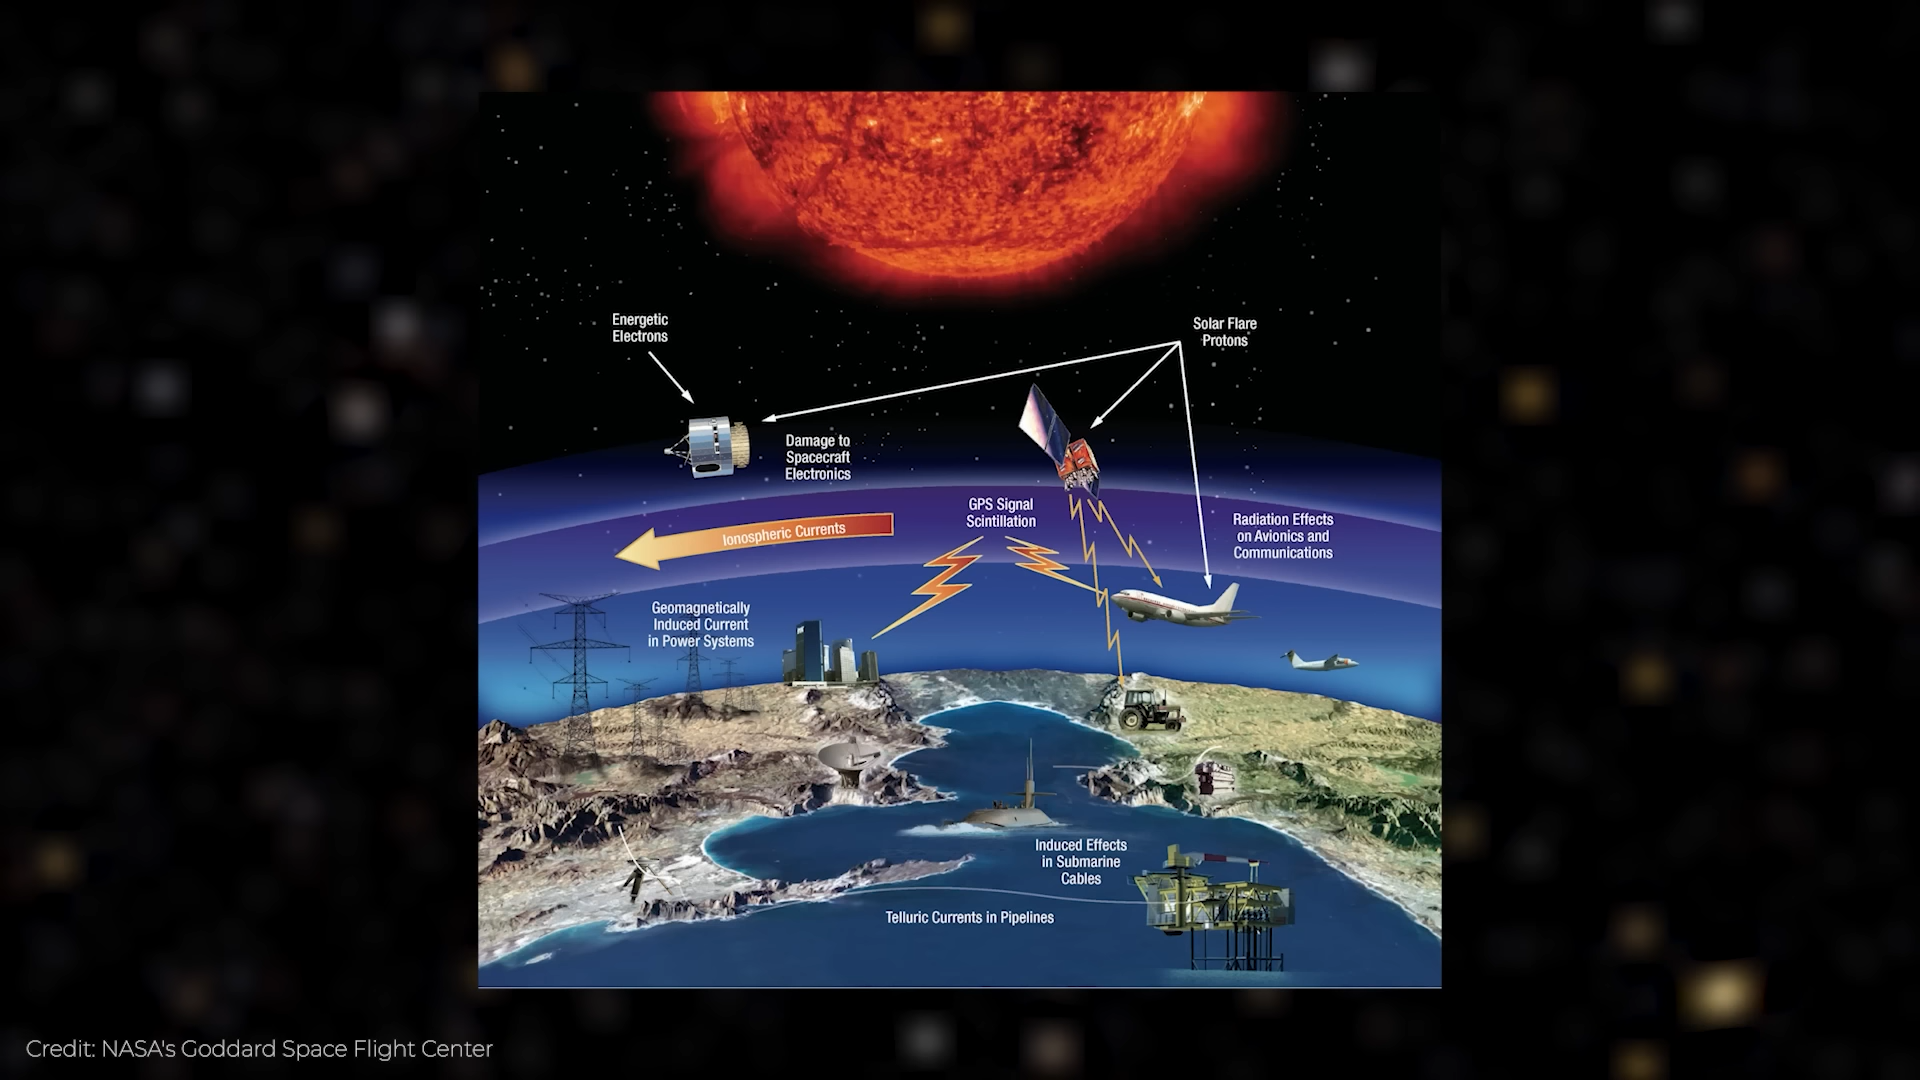 Energetic
Electrons
Solar Flare
Protons
Damage to
Spacecraft
Electronics
GPS Signal
Scintillation
Radiation Effects
on Avionics and
Communications
Ionospheric Currents
Geomagnetically
Induced Current
in Power Systems
Induced Effects
in Submarine
Cables
Telluric Currents in Pipelines
Credit: NASA's Goddard Space Flight Center